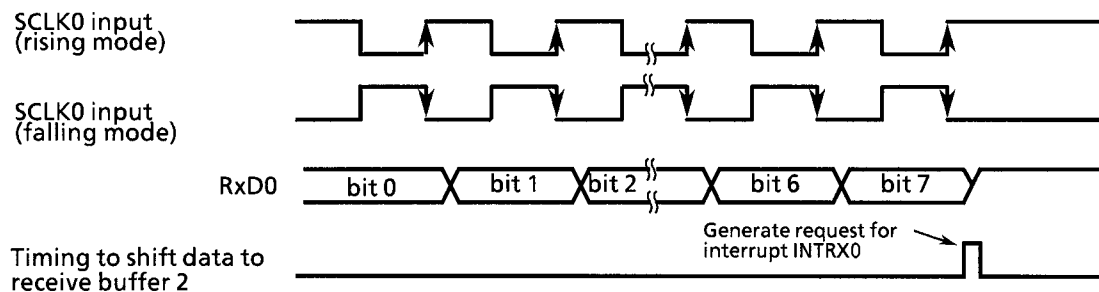 SCLK0 input
(rising mode)
SCLK0 input
(falling mode)
RxD0
bit 0
bit 1
bit 2
bit 6
bit 7
Generate request for
interrupt INTRX0
Timing to shift data to
receive buffer 2